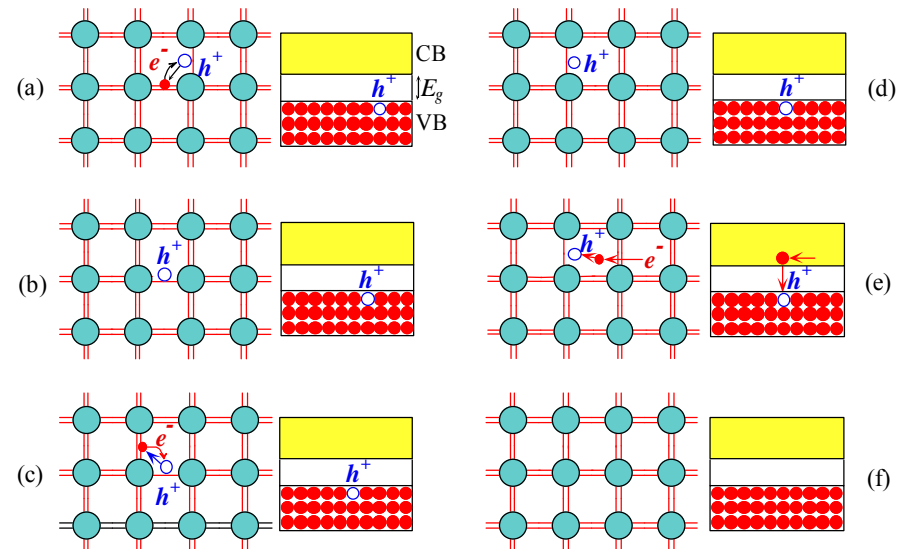 (a)
e-
h+
CB
h+
Eg
VB
(b)
h+
h+
(c)
e-
h+
h+
(d)
h+
h+
(e)
h+
e-
h+
(f)